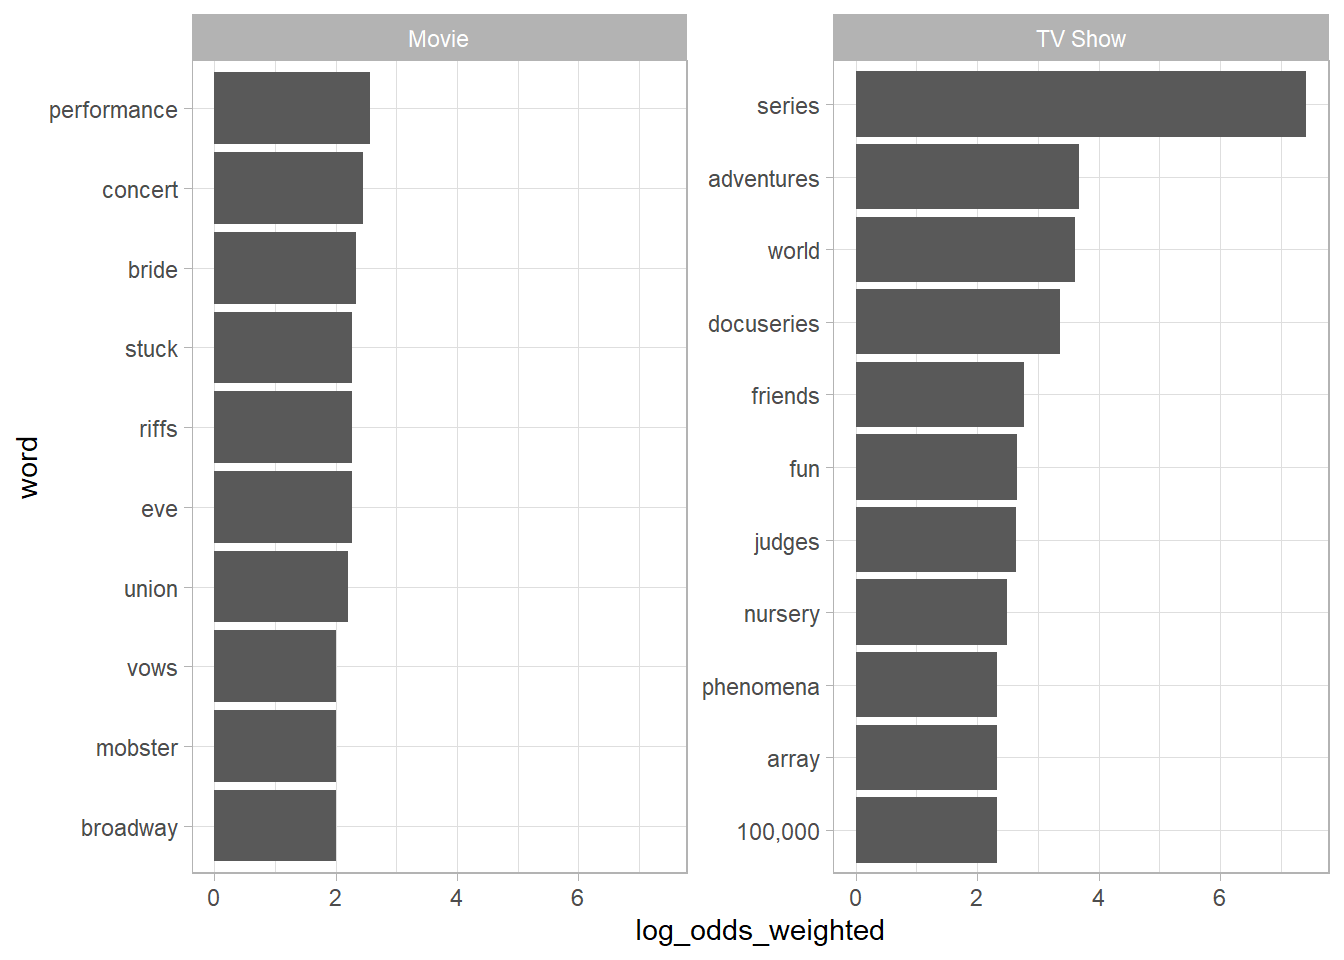 Movie
TV Show
word
performance
concert
bride
stuck
riffs
eve
union
vows
mobster
broadway
0 2 4 6
series
adventures
world
docuseries
friends
fun
judges
nursery
phenomena
array
100,000
0 2 4 6
log_odds_weighted